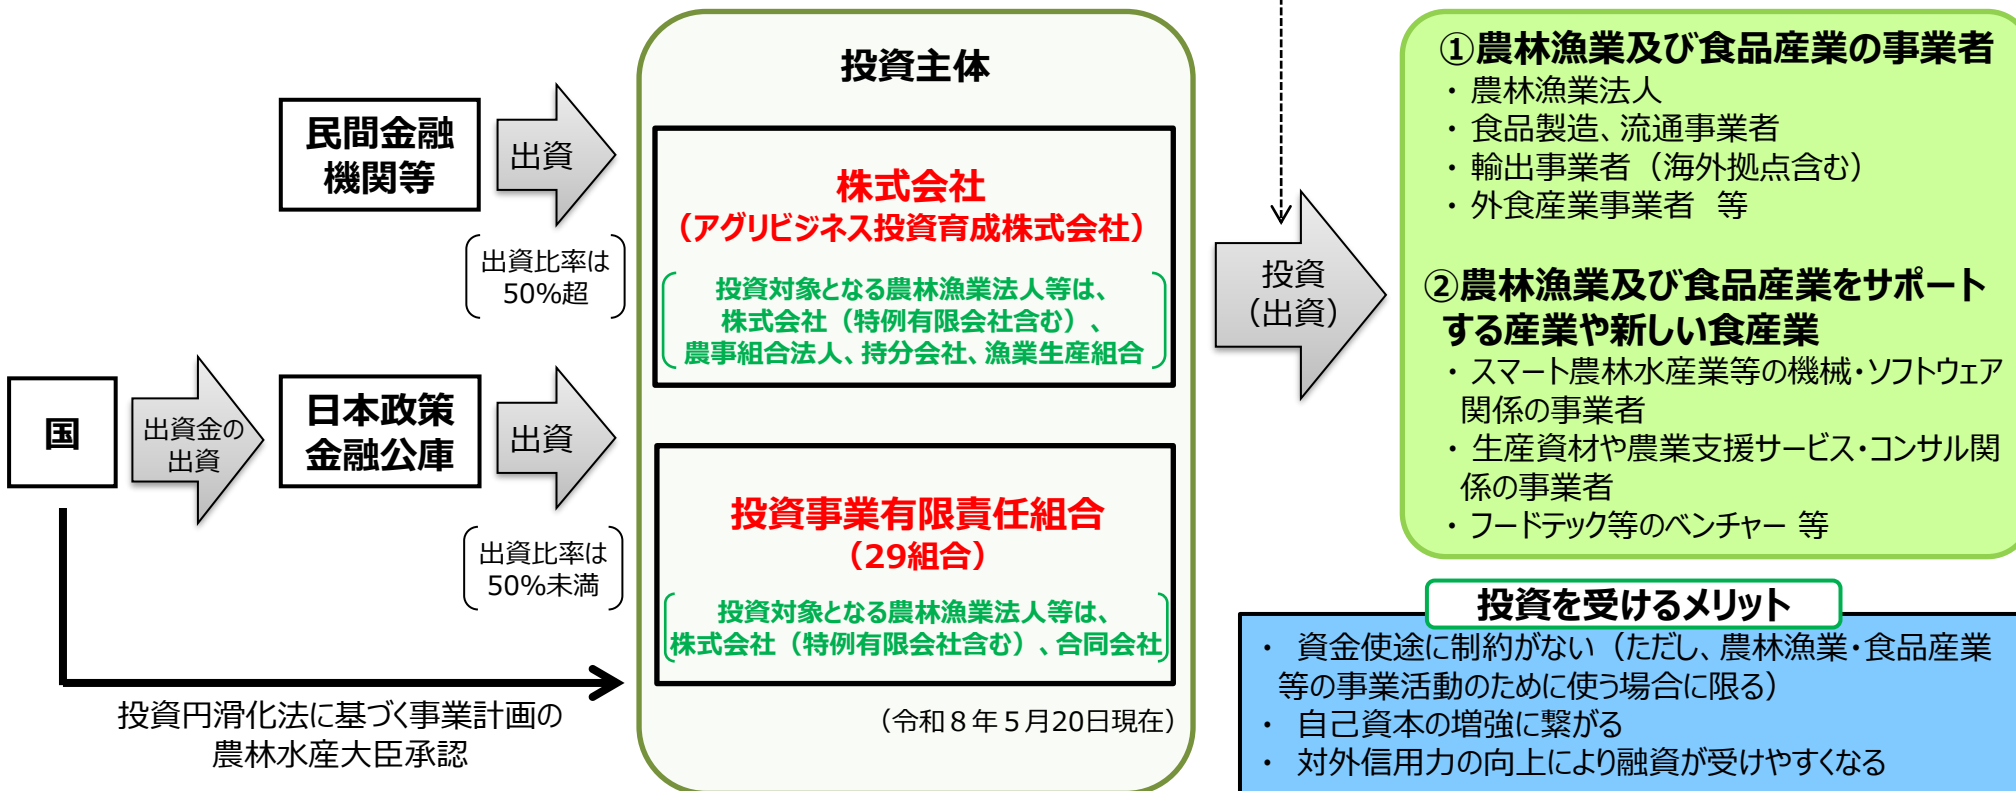 民間金融
機関等
出資
出資比率は
50%超
国
出資金の
出資
日本政策
金融公庫
出資
出資比率は
50%未満
投資円滑化法に基づく事業計画の
農林水産大臣承認
投資主体
株式会社
（アグリビジネス投資育成株式会社）
投資対象となる農林漁業法人等は、
株式会社（特例有限会社含む）、
農事組合法人、持分会社、漁業生産組合
投資事業有限責任組合
（29組合）
投資対象となる農林漁業法人等は、
株式会社（特例有限会社含む）、合同会社
（令和８年５月20日現在）
投資
（出資）
①農林漁業及び食品産業の事業者
・ 農林漁業法人
・ 食品製造、流通事業者
・ 輸出事業者（海外拠点含む）
・ 外食産業事業者 等
②農林漁業及び食品産業をサポート
する産業や新しい食産業
・ スマート農林水産業等の機械・ソフトウェア
関係の事業者
・ 生産資材や農業支援サービス・コンサル関
係の事業者
・ フードテック等のベンチャー 等
投資を受けるメリット
・ 資金使途に制約がない（ただし、農林漁業・食品産業
等の事業活動のために使う場合に限る）
・ 自己資本の増強に繋がる
・ 対外信用力の向上により融資が受けやすくなる